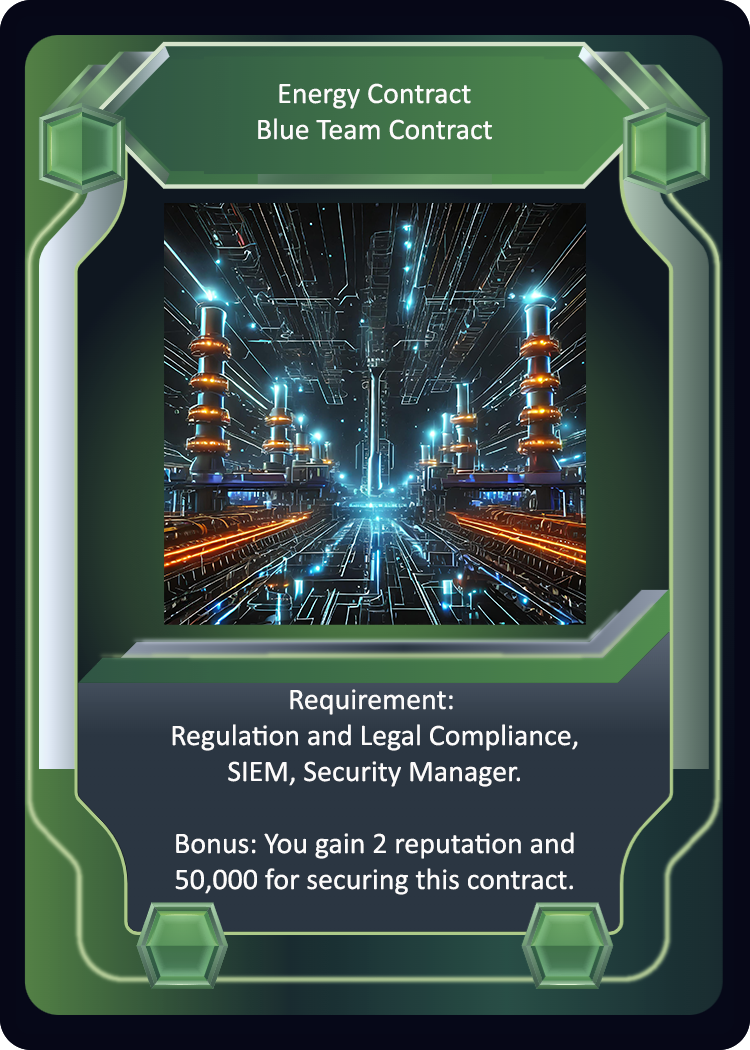 Energy Contract
Blue Team Contract
Requirement:
Regulation and Legal Compliance,
SIEM, Security Manager.
Bonus: You gain 2 reputation and
50,000 for securing this contract.